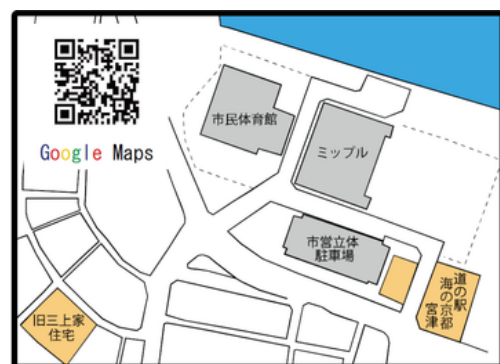 Google Maps
市民体育館
ミップル
市営立体
駐車場
道の駅
海の京都
宮津
旧三上家
住宅